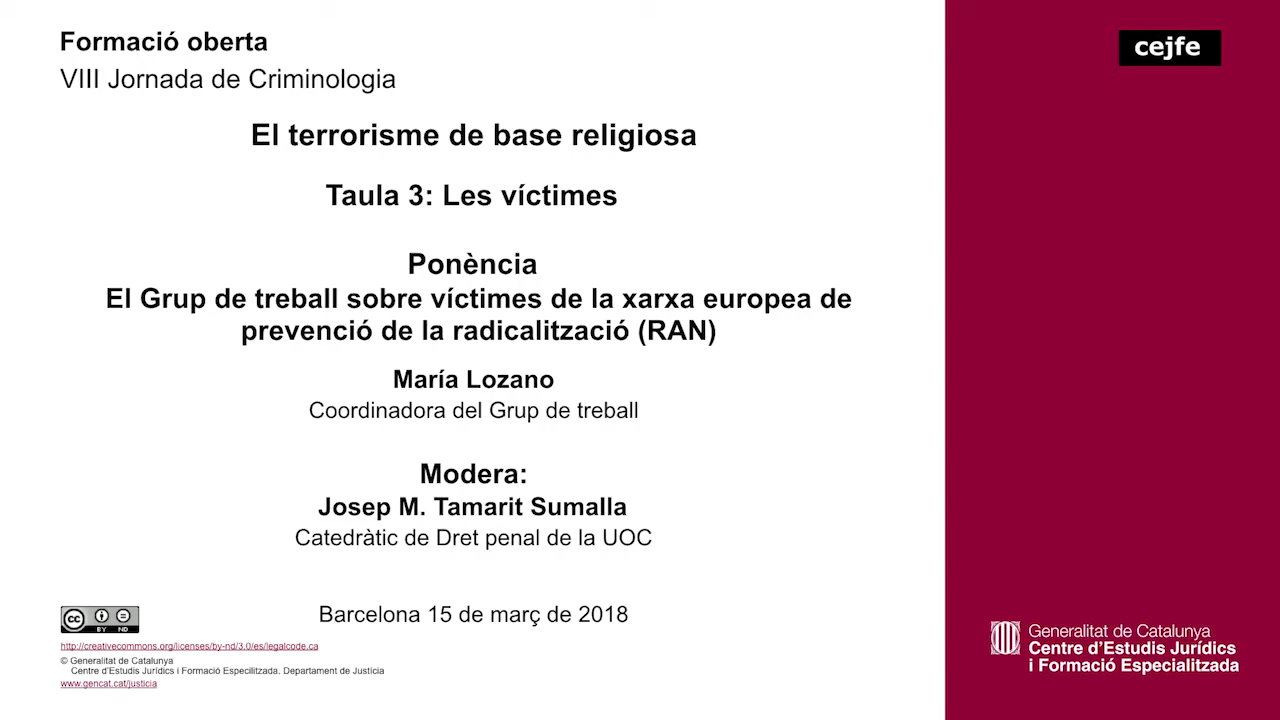 Formació oberta
VIII Jornada de Criminologia
cejfe
El terrorisme de base religiosa
Taula 3: Les víctimes
Ponència
El Grup de treball sobre víctimes de la xarxa europea de
prevenció de la radicalització (RAN)
María Lozano
Coordinadora del Grup de treball
Modera:
Josep M. Tamarit Sumalla
Catedràtic de Dret penal de la UOC
Barcelona 15 de març de 2018
cc BY ND
http://creativecommons.org/licenses/by-nd/3.0/es/legalcode.ca
© Generalitat de Catalunya
Centre d'Estudis Jurídics i Formació Especilitzada. Departament de Justícia
www.gencat.cat/justicia
Generalitat de Catalunya
Centre d'Estudis Jurídics
i Formació Especialitzada